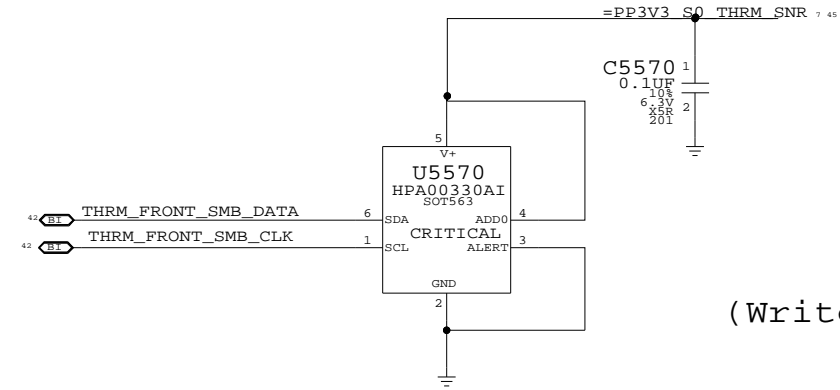 =PP3V3_S0_THRM_SNR 7 45
C5570 1
0.1UF
10%
6.3V 2
X5R
201
5
V+
U5570
HPA00330AI
SOT563
42 BI THRM_FRONT_SMB_DATA 6 SDA ADD0 4
CRITICAL
42 BI THRM_FRONT_SMB_CLK 1 SCL ALERT 3
GND
2
(Write